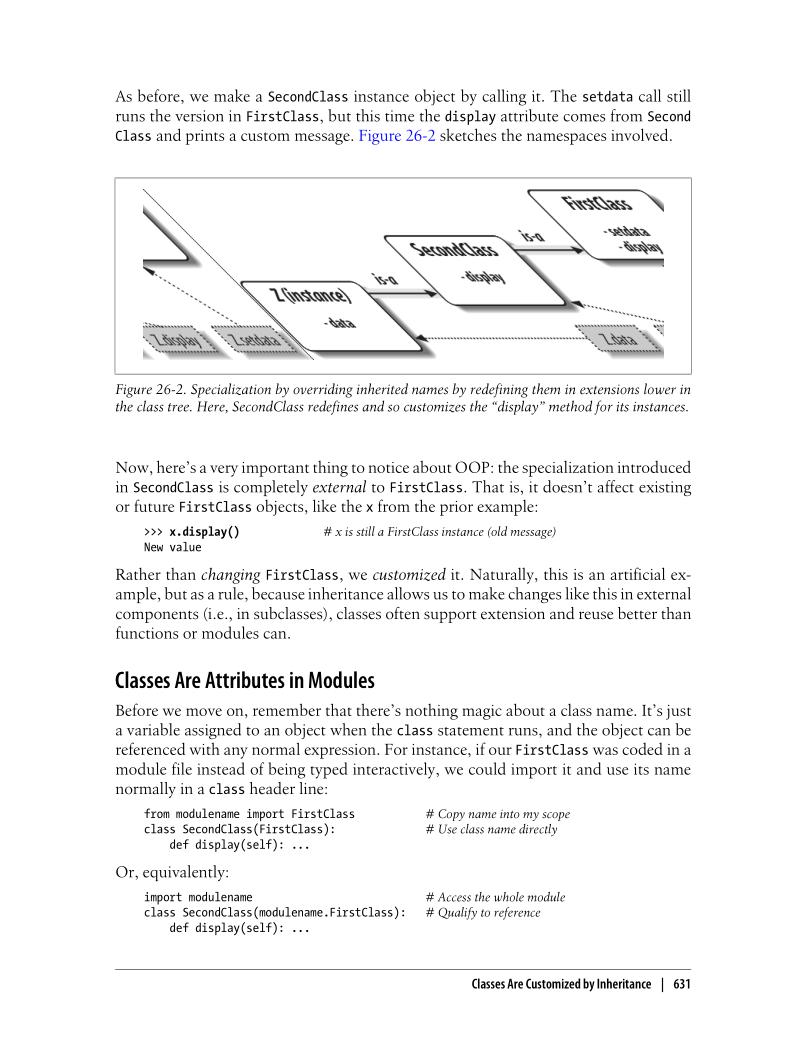 As before, we make a SecondClass instance object by calling it. The setdata call still
runs the version in FirstClass, but this time the display attribute comes from Second
Class and prints a custom message. Figure 26-2 sketches the namespaces involved.
FirstClass
- setdata
- display
is-a
SecondClass
- display
is-a
Z (instance)
- data
Z.display
Z.setdata
Z.data
Figure 26-2. Specialization by overriding inherited names by redefining them in extensions lower in
the class tree. Here, SecondClass redefines and so customizes the “display” method for its instances.
Now, here’s a very important thing to notice about OOP: the specialization introduced
in SecondClass is completely external to FirstClass. That is, it doesn’t affect existing
or future FirstClass objects, like the x from the prior example:
>>> x.display() # x is still a FirstClass instance (old message)
New value
Rather than changing FirstClass, we customized it. Naturally, this is an artificial ex-
ample, but as a rule, because inheritance allows us to make changes like this in external
components (i.e., in subclasses), classes often support extension and reuse better than
functions or modules can.
Classes Are Attributes in Modules
Before we move on, remember that there’s nothing magic about a class name. It’s just
a variable assigned to an object when the class statement runs, and the object can be
referenced with any normal expression. For instance, if our FirstClass was coded in a
module file instead of being typed interactively, we could import it and use its name
normally in a class header line:
from modulename import FirstClass # Copy name into my scope
class SecondClass(FirstClass): # Use class name directly
    def display(self): ...
Or, equivalently:
import modulename # Access the whole module
class SecondClass(modulename.FirstClass): # Qualify to reference
    def display(self): ...
Classes Are Customized by Inheritance | 631